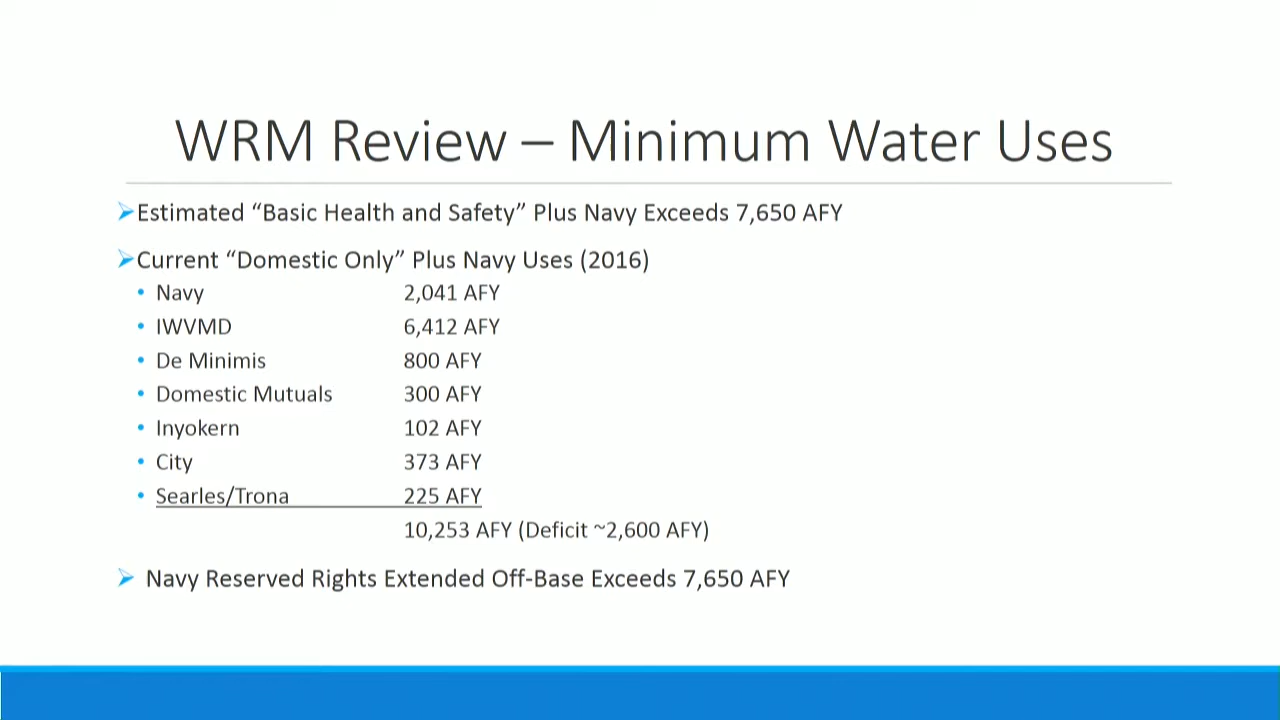 WRM Review – Minimum Water Uses
Estimated “Basic Health and Safety” Plus Navy Exceeds 7,650 AFY
Current “Domestic Only” Plus Navy Uses (2016)
• Navy 2,041 AFY
• IWVMD 6,412 AFY
• De Minimis 800 AFY
• Domestic Mutuals 300 AFY
• Inyokern 102 AFY
• City 373 AFY
• Searles/Trona 225 AFY
10,253 AFY (Deficit ~2,600 AFY)
Navy Reserved Rights Extended Off-Base Exceeds 7,650 AFY